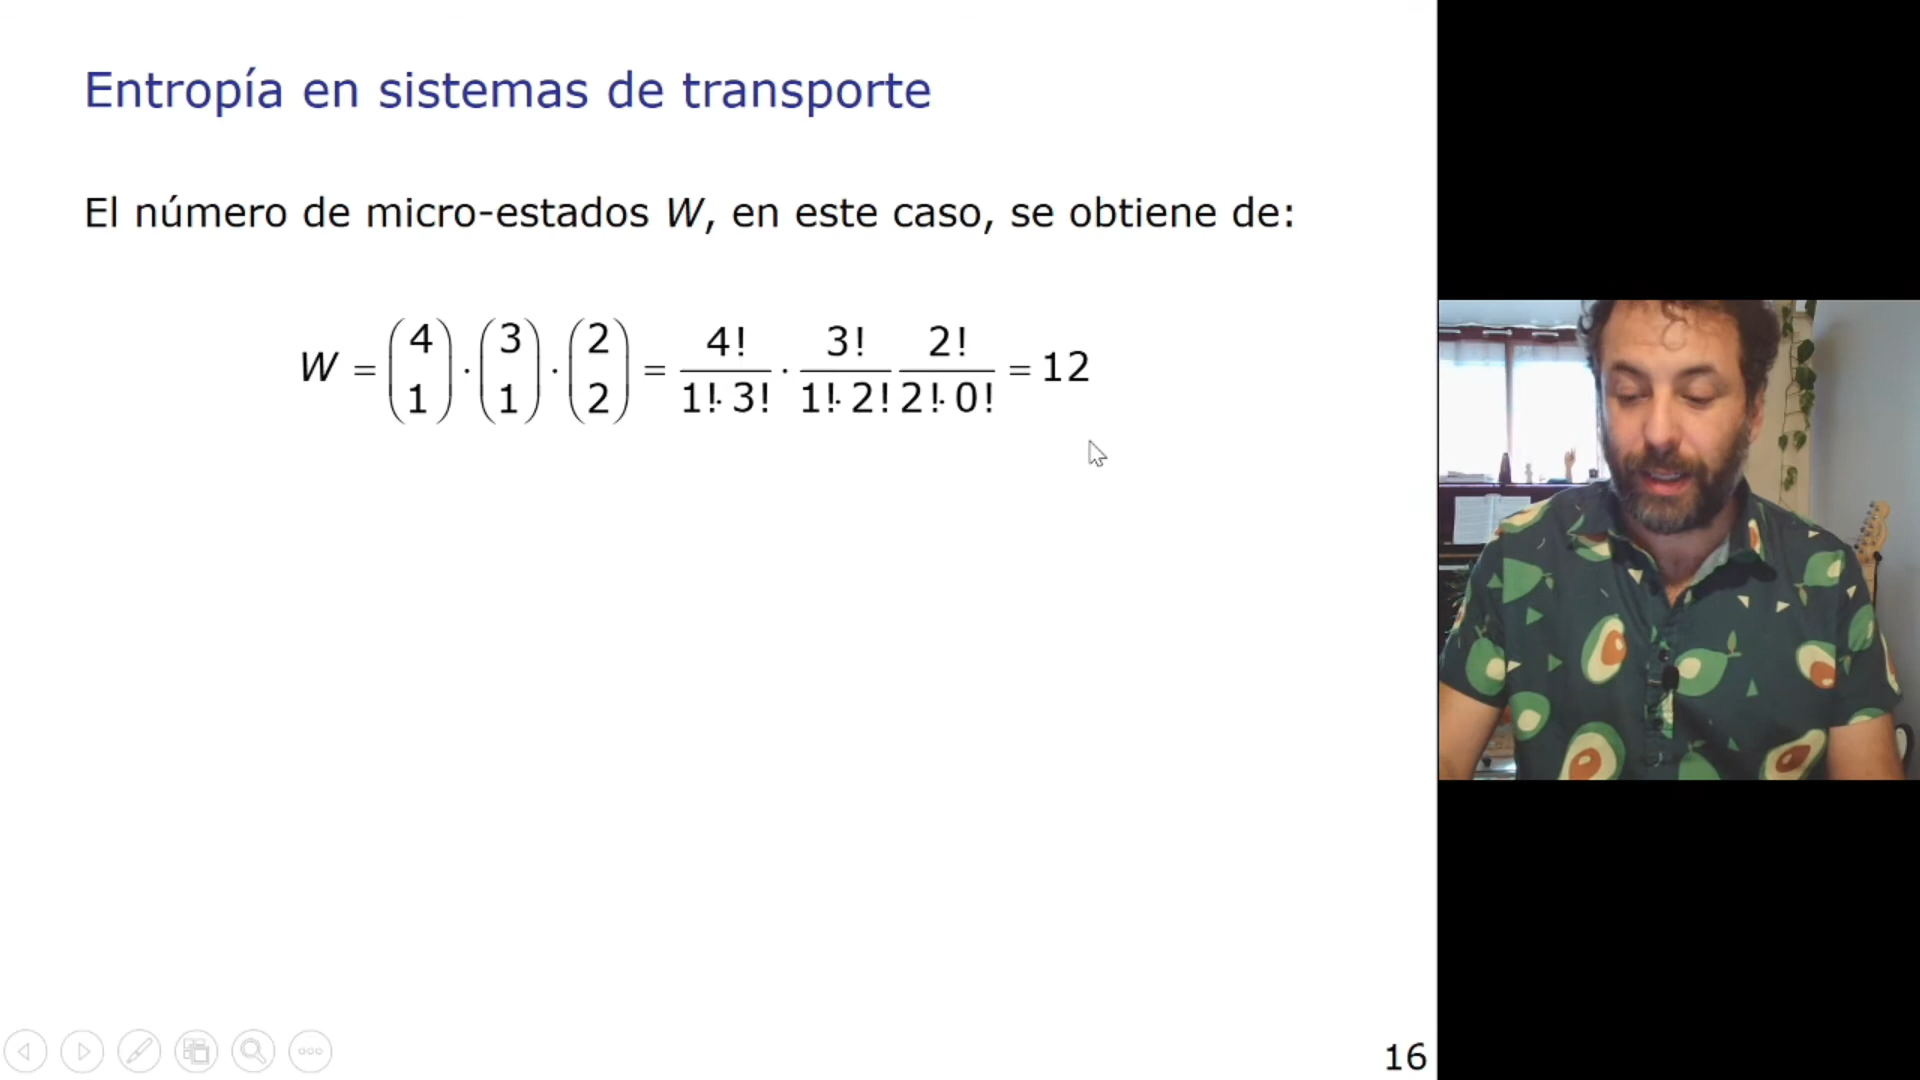 Entropía en sistemas de transporte
El número de micro-estados W, en este caso, se obtiene de:
W = (4 1) · (3 1) · (2 2) = 4! / 1!· 3! · 3! / 1!· 2! 2! / 2!· 0! = 12
16